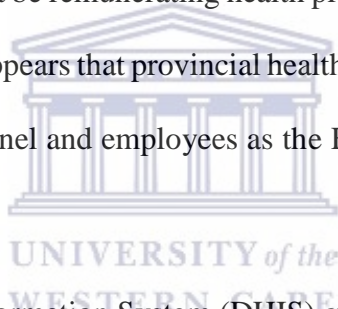 be remunerating health pr
ppears that provincial health
nel and employees as the
UNIVERSITY of the
ormation System (DHIS)
WESTERN CAPE